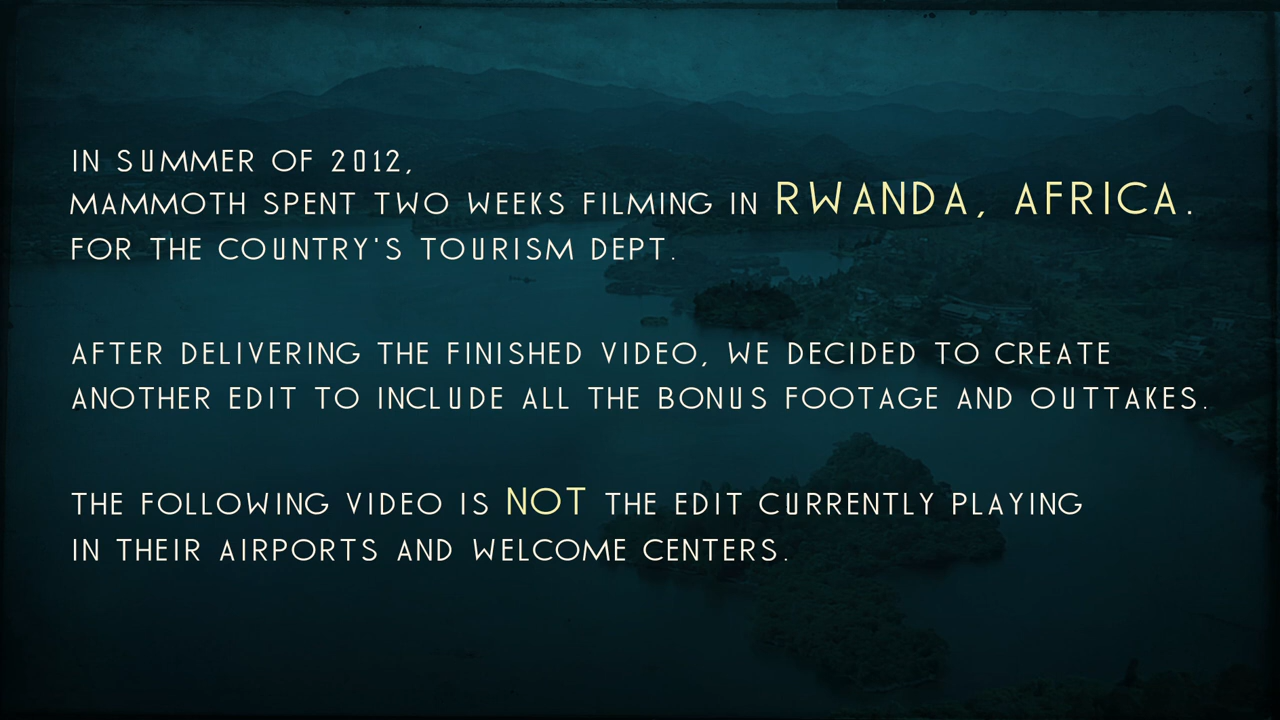 IN SUMMER OF 2012,
MAMMOTH SPENT TWO WEEKS FILMING IN RWANDA, AFRICA.
FOR THE COUNTRY'S TOURISM DEPT.
AFTER DELIVERING THE FINISHED VIDEO, WE DECIDED TO CREATE
ANOTHER EDIT TO INCLUDE ALL THE BONUS FOOTAGE AND OUTTAKES.
THE FOLLOWING VIDEO IS NOT THE EDIT CURRENTLY PLAYING
IN THEIR AIRPORTS AND WELCOME CENTERS.